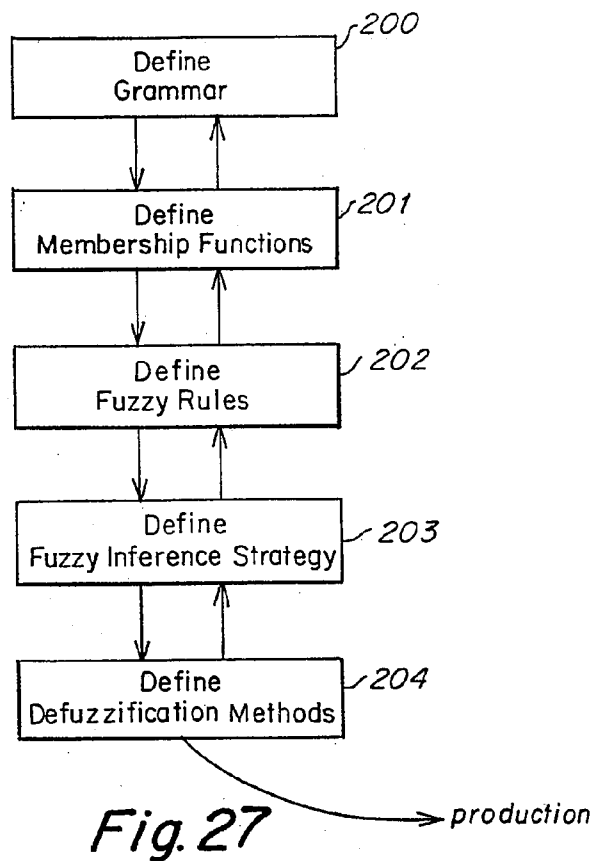 200
Define
Grammar
201
Define
Membership Functions
202
Define
Fuzzy Rules
203
Define
Fuzzy Inference Strategy
204
Define
Defuzzification Methods
production
Fig. 27